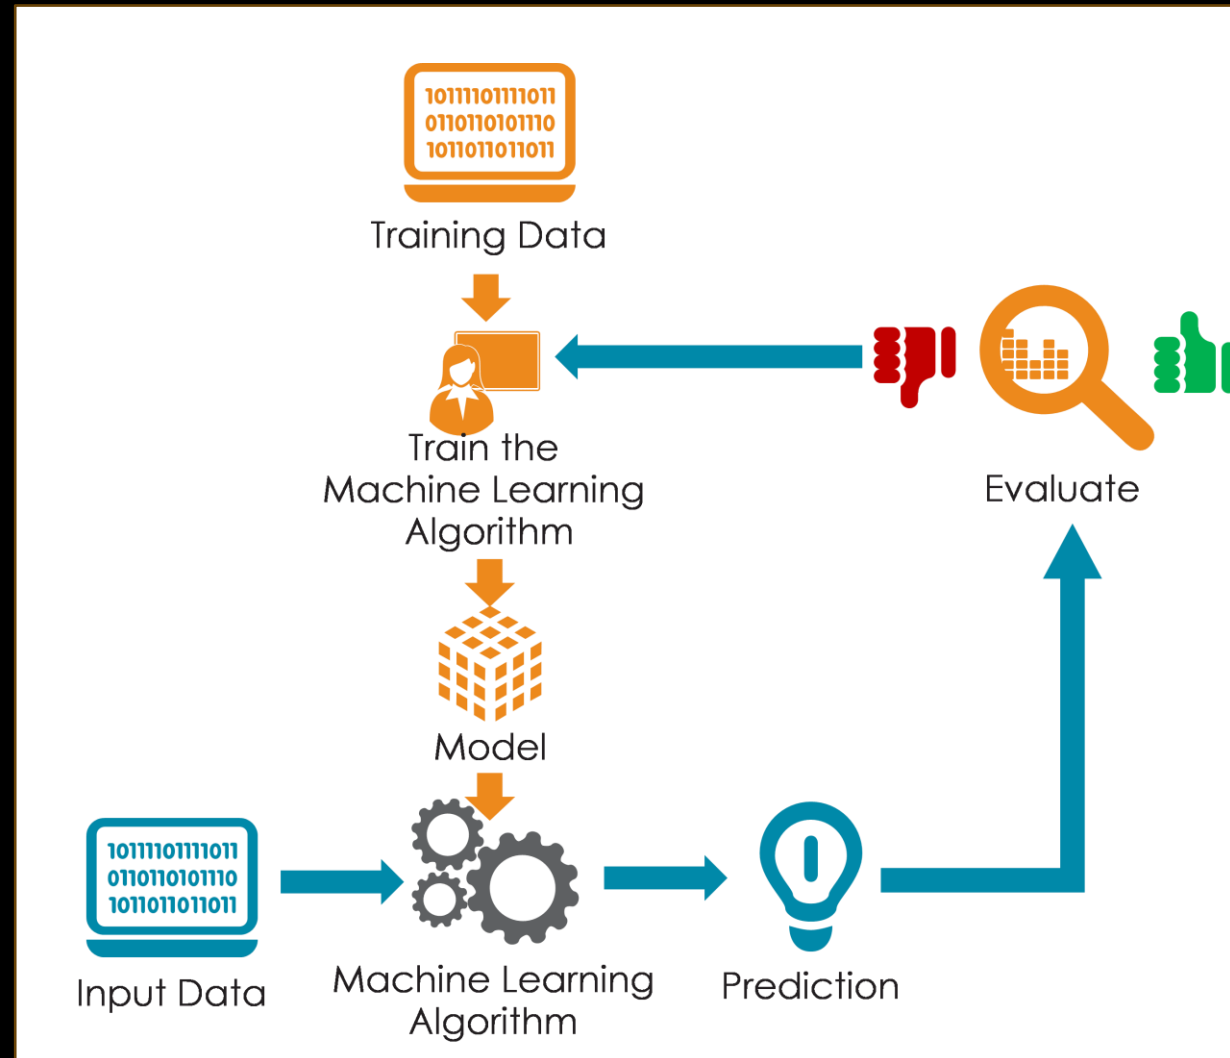 10111101111011
0110110101110
1011011011011
Training Data
Train the
Machine Learning
Algorithm
Evaluate
Model
10111101111011
0110110101110
1011011011011
Input Data
Machine Learning
Algorithm
Prediction